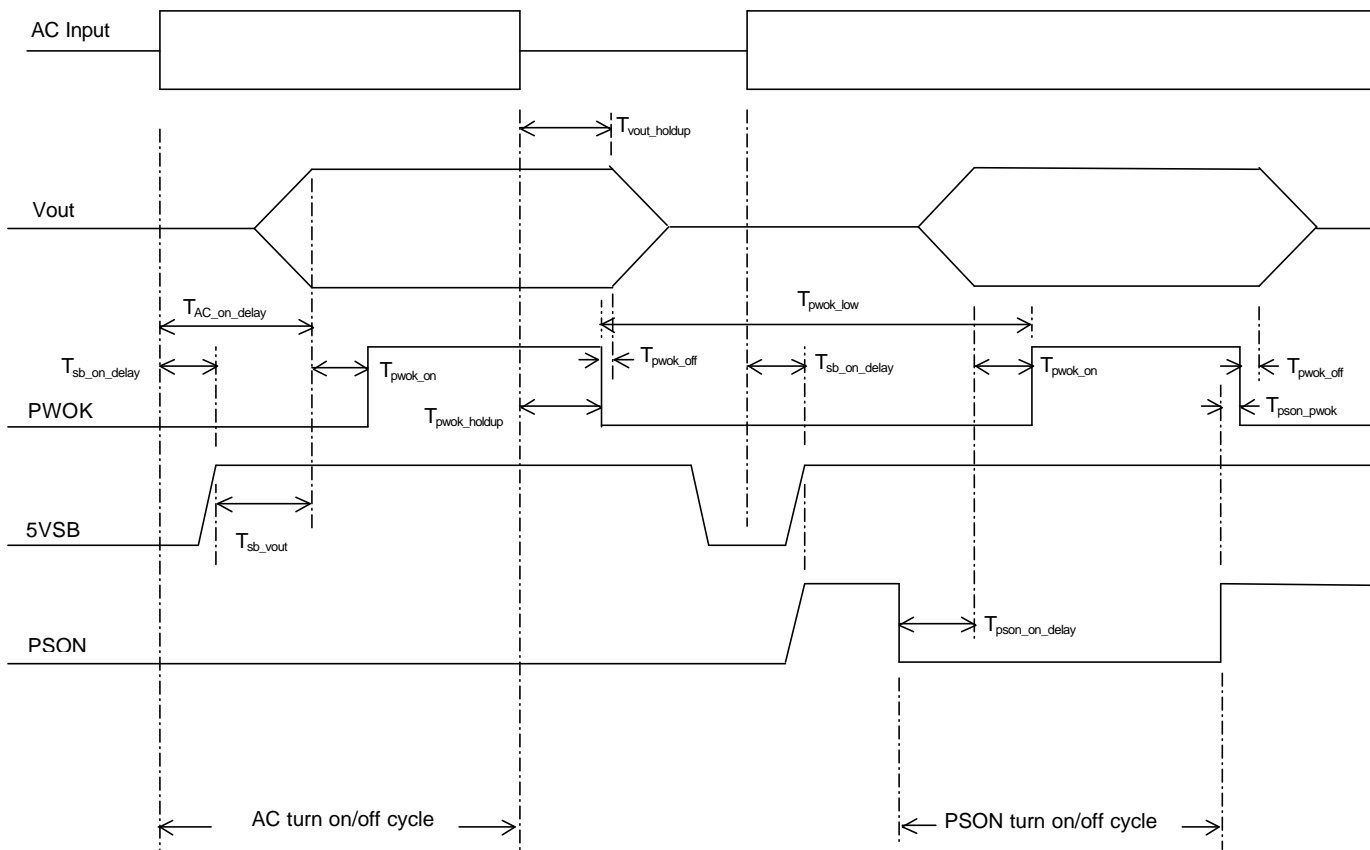 AC Input
T_vout_holdup
Vout
T_AC_on_delay
T_pwok_low
T_sb_on_delay
T_pwok_on
T_pwok_off
T_sb_on_delay
T_pwok_on
T_pwok_off
PWOK
T_pwok_holdup
T_pson_pwok
5VSB
T_sb_vout
PSON
T_pson_on_delay
AC turn on/off cycle
PSON turn on/off cycle